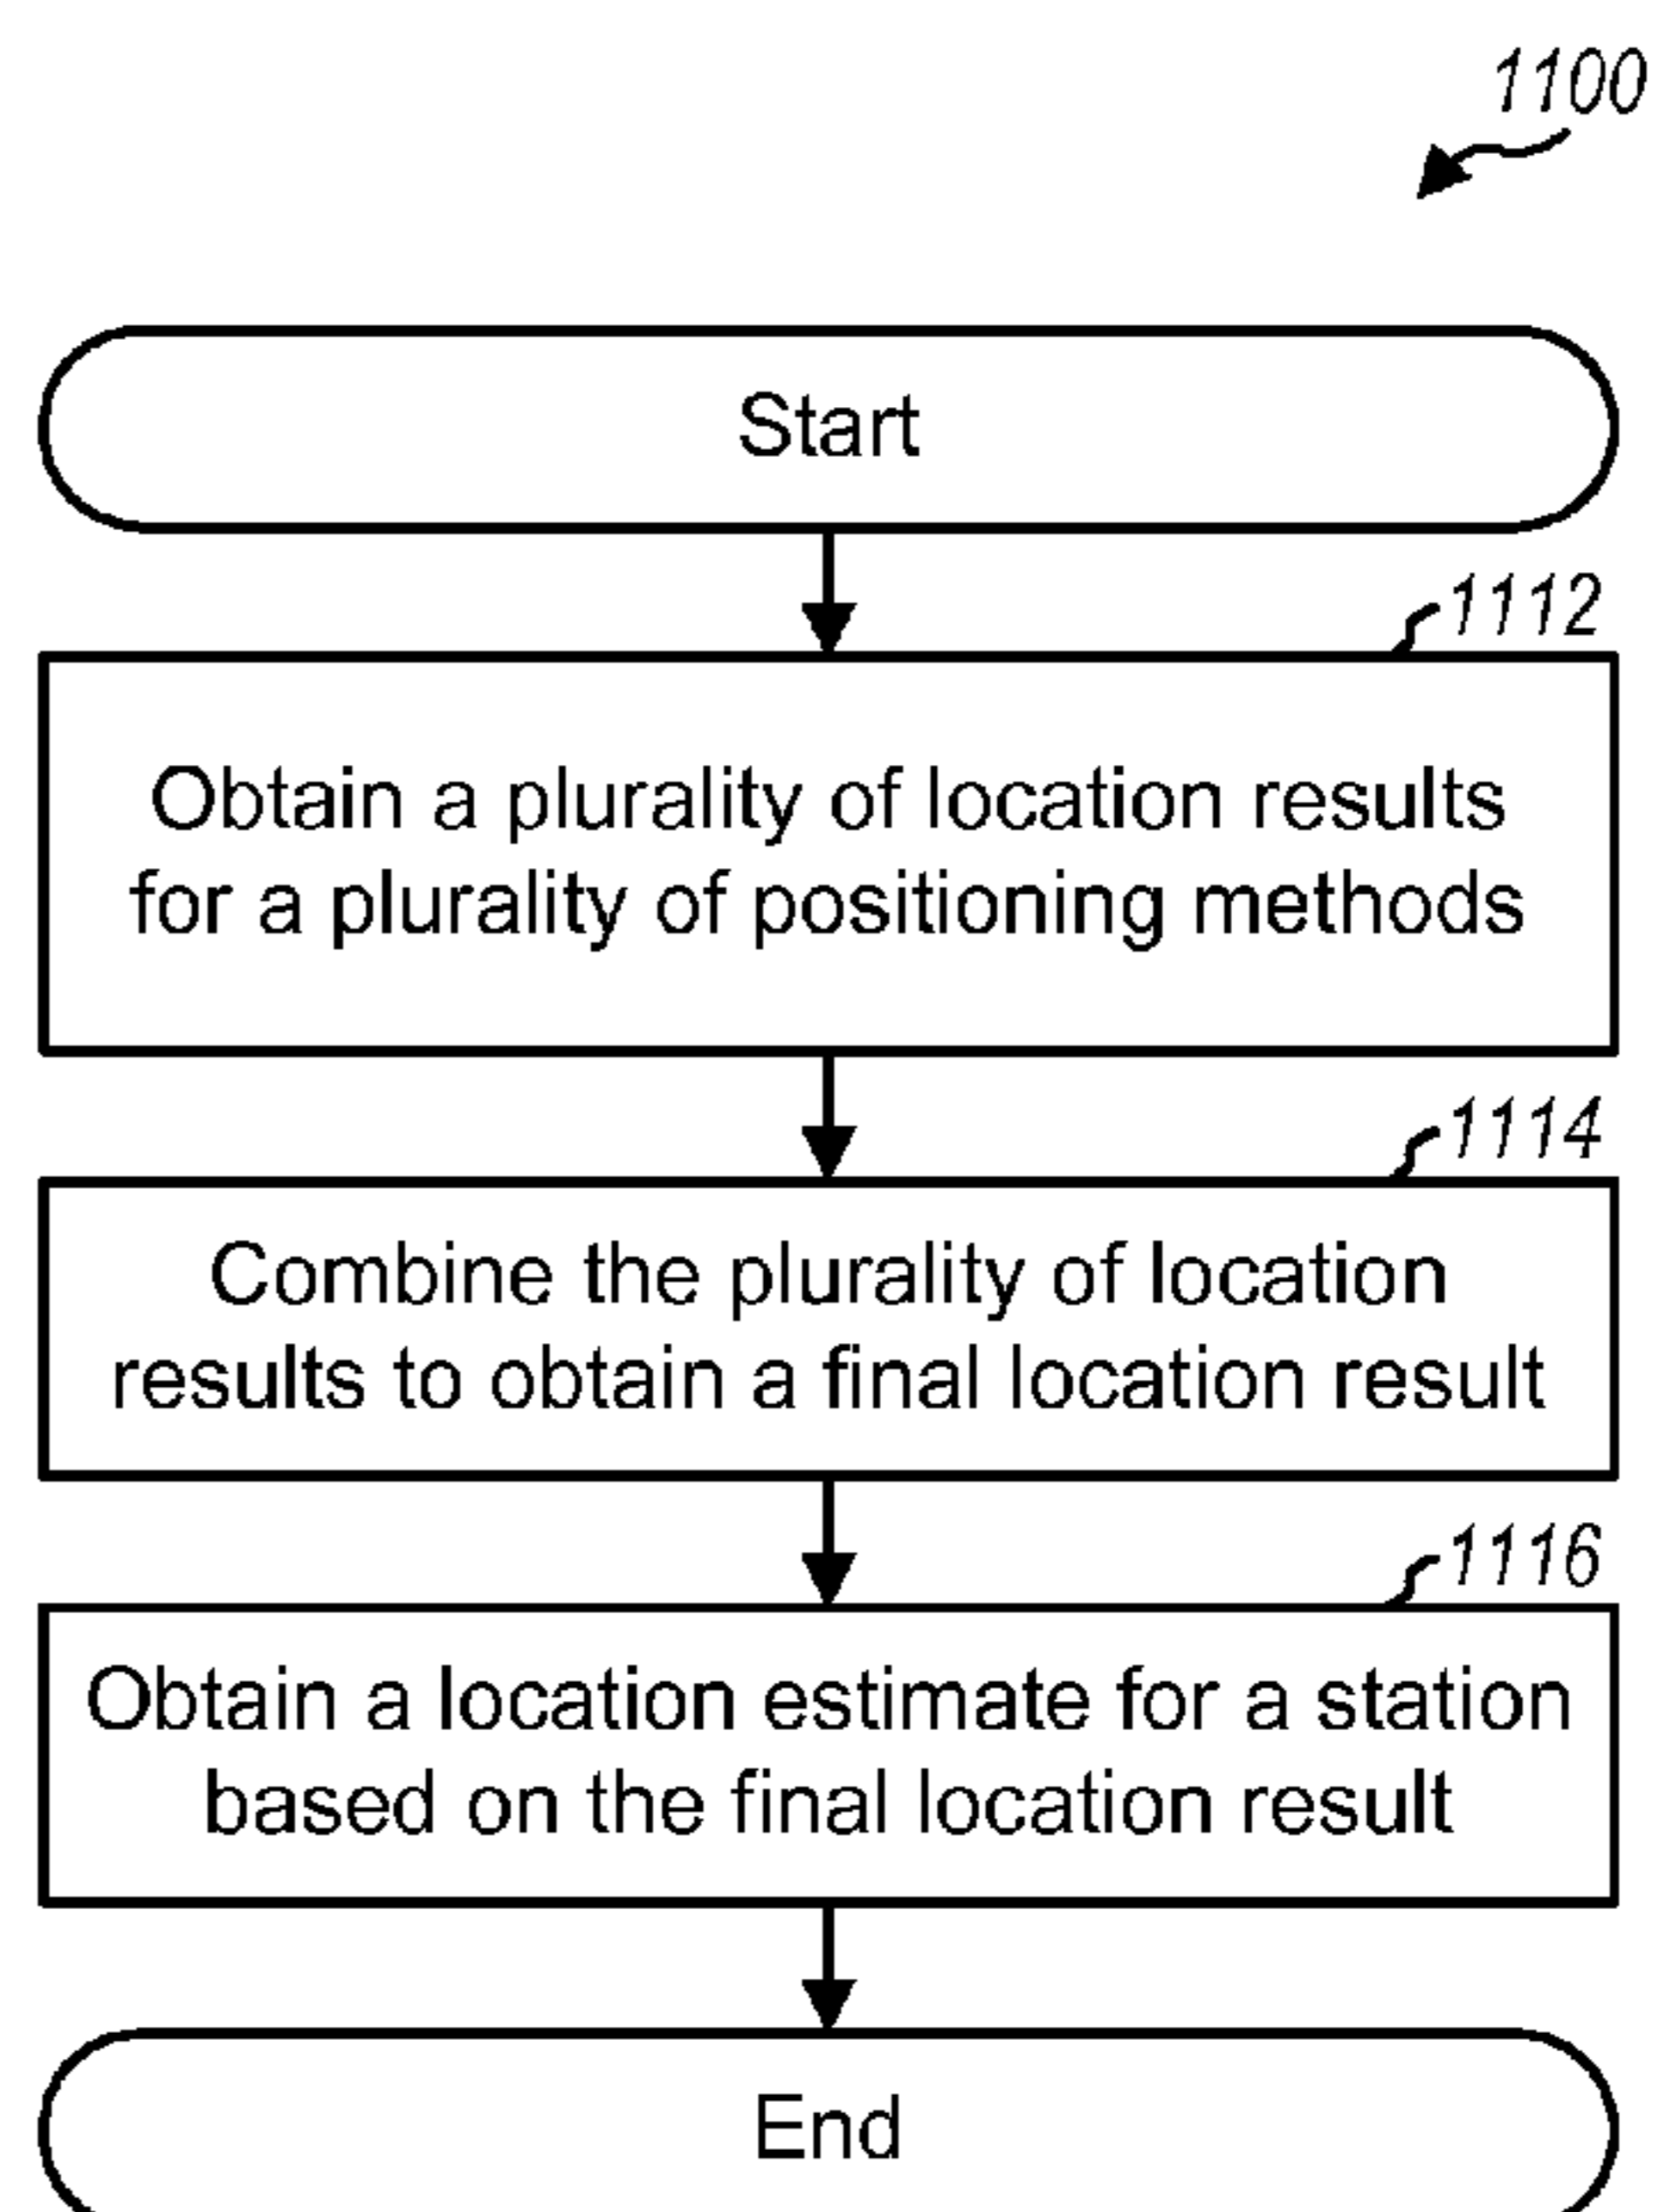 1100
Start
1112
Obtain a plurality of location results
for a plurality of positioning methods
1114
Combine the plurality of location
results to obtain a final location result
1116
Obtain a location estimate for a station
based on the final location result
End